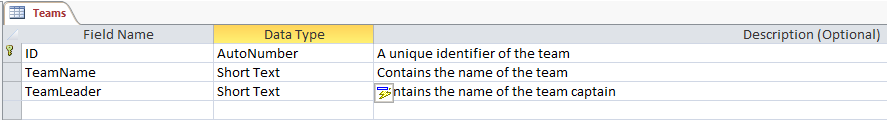 Teams
Field Name Data Type Description (Optional)
ID AutoNumber A unique identifier of the team
TeamName Short Text Contains the name of the team
TeamLeader Short Text ntains the name of the team captain